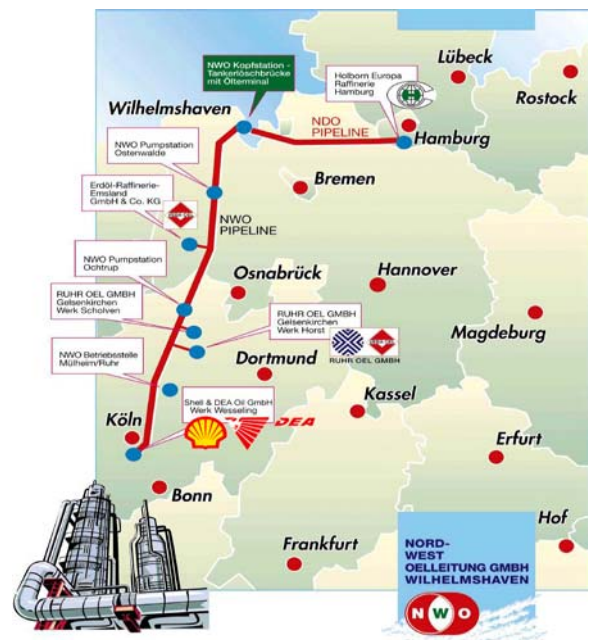 NWO Kopfstation -
Tankerlöschbrücke
mit Ölterminal
Lübeck
Holborn Europa
Raffinerie
Hamburg
Rostock
Wilhelmshaven
NDO
PIPELINE
Hamburg
NWO Pumpstation
Ostenwalde
Bremen
Erdöl-Raffinerie-
Emsland
GmbH & Co. KG
NWO
PIPELINE
NWO Pumpstation
Ochtrup
Osnabrück
Hannover
RUHR OEL GMBH
Gelsenkirchen
Werk Scholven
RUHR OEL GMBH
Gelsenkirchen
Werk Horst
RUHR OEL GMBH
Magdeburg
NWO Betriebsstelle
Mülheim/Ruhr
Dortmund
Kassel
Shell & DEA Oil GmbH
Werk Wesseling
DEA
Köln
Erfurt
Bonn
Frankfurt
Hof
NORD-
WEST
OELLEITUNG GMBH
WILHELMSHAVEN
NWO